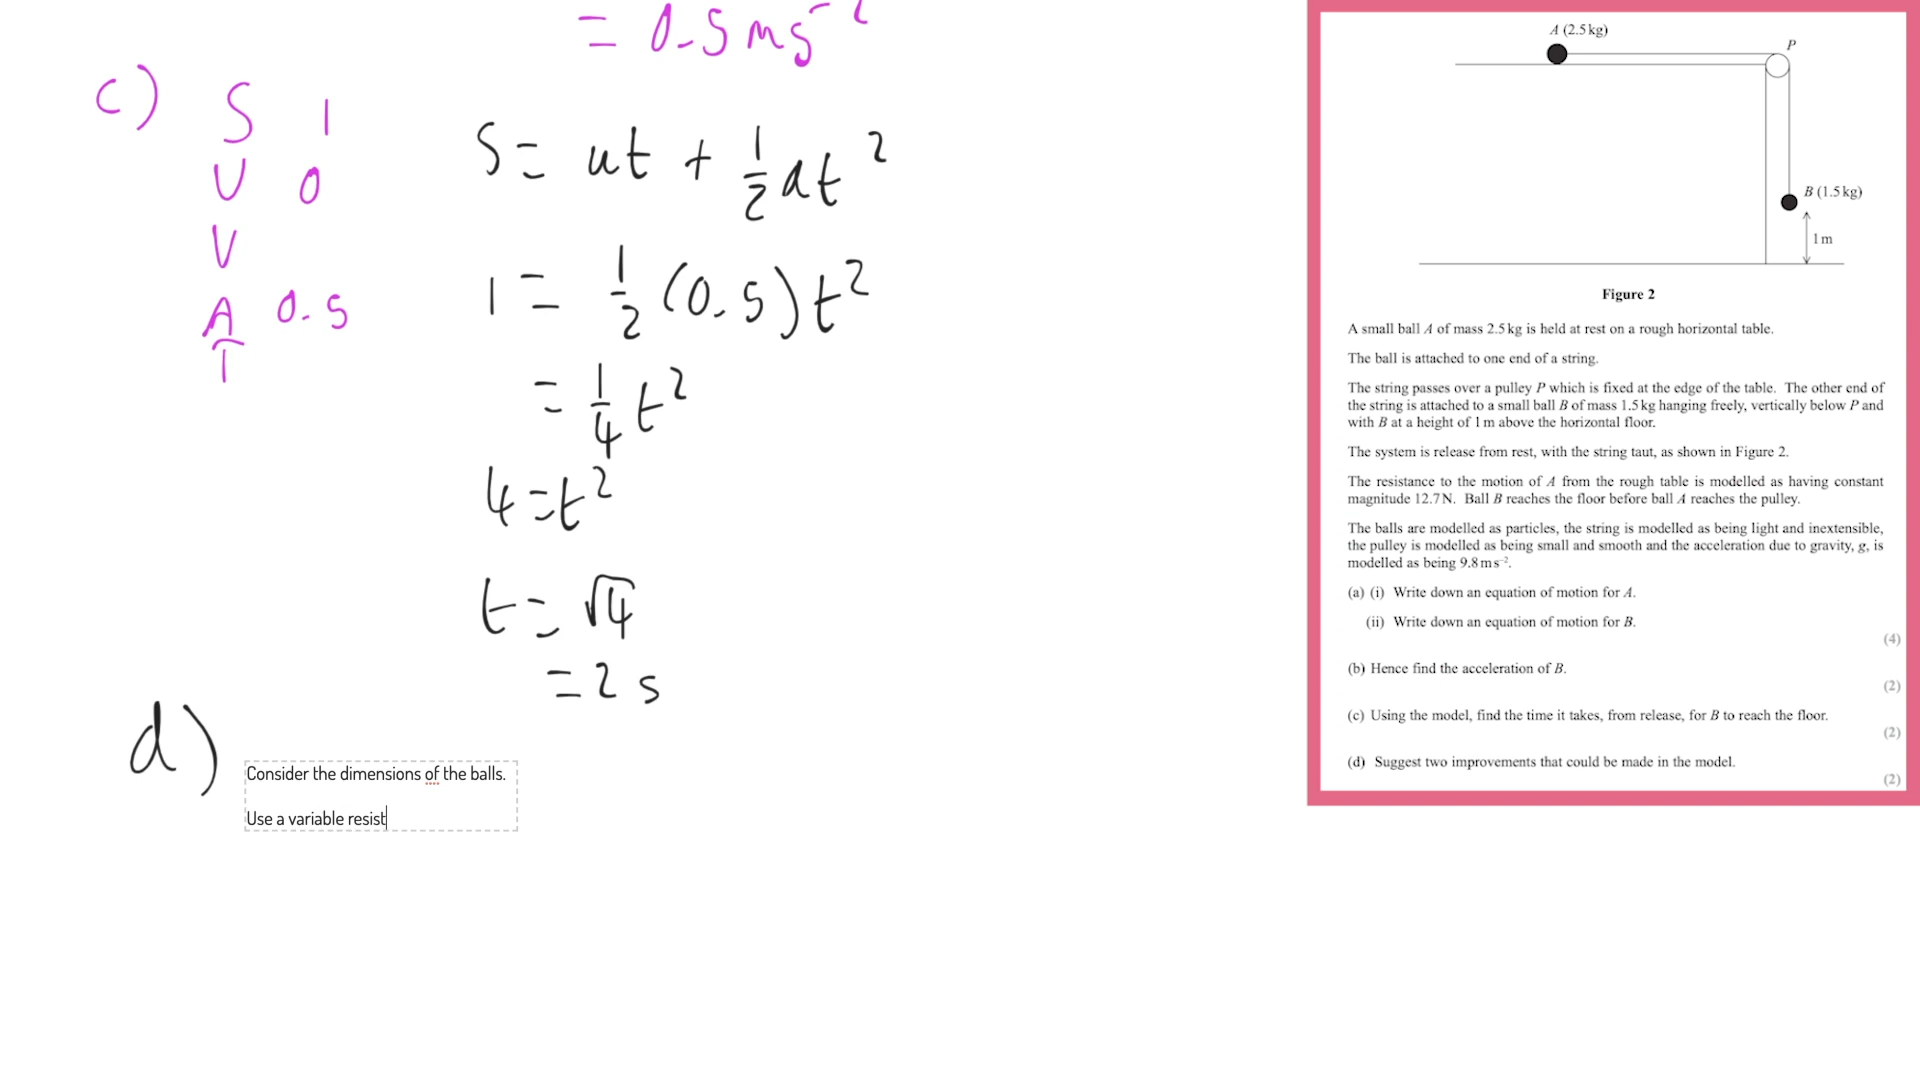 = 0.5 ms⁻²
c) S 1
U 0
V
A 0.5
T
S = ut + 1/2 at²
1 = 1/2 (0.5)t²
= 1/4 t²
4 = t²
t = √4
= 2 s
d)
Consider the dimensions of the balls.
Use a variable resist
A (2.5 kg)
P
B (1.5 kg)
1 m
Figure 2
A small ball A of mass 2.5 kg is held at rest on a rough horizontal table.
The ball is attached to one end of a string.
The string passes over a pulley P which is fixed at the edge of the table. The other end of
the string is attached to a small ball B of mass 1.5 kg hanging freely, vertically below P and
with B at a height of 1 m above the horizontal floor.
The system is release from rest, with the string taut, as shown in Figure 2.
The resistance to the motion of A from the rough table is modelled as having constant
magnitude 12.7 N. Ball B reaches the floor before ball A reaches the pulley.
The balls are modelled as particles, the string is modelled as being light and inextensible,
the pulley is modelled as being small and smooth and the acceleration due to gravity, g, is
modelled as being 9.8 m s⁻².
(a) (i) Write down an equation of motion for A.
(ii) Write down an equation of motion for B.
(4)
(b) Hence find the acceleration of B.
(2)
(c) Using the model, find the time it takes, from release, for B to reach the floor.
(2)
(d) Suggest two improvements that could be made in the model.
(2)